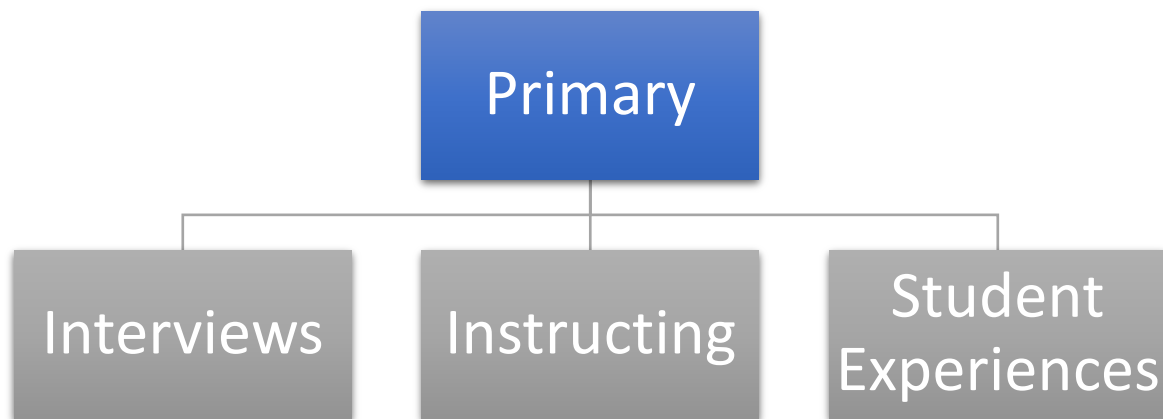 Primary
Interviews
Instructing
Student
Experiences